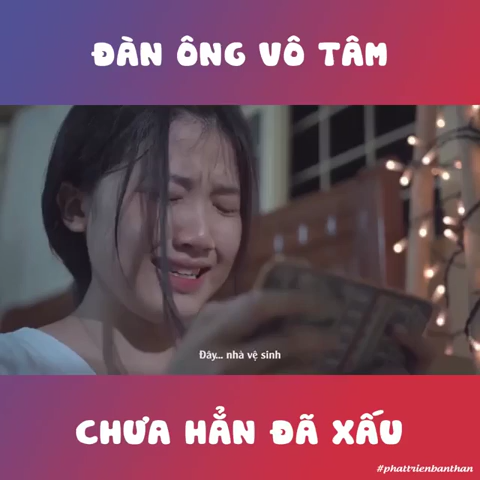 ĐÀN ÔNG VÔ TÂM
Đây... nhà vệ sinh
CHƯA HẲN ĐÃ XẤU
#phattrienbanthan